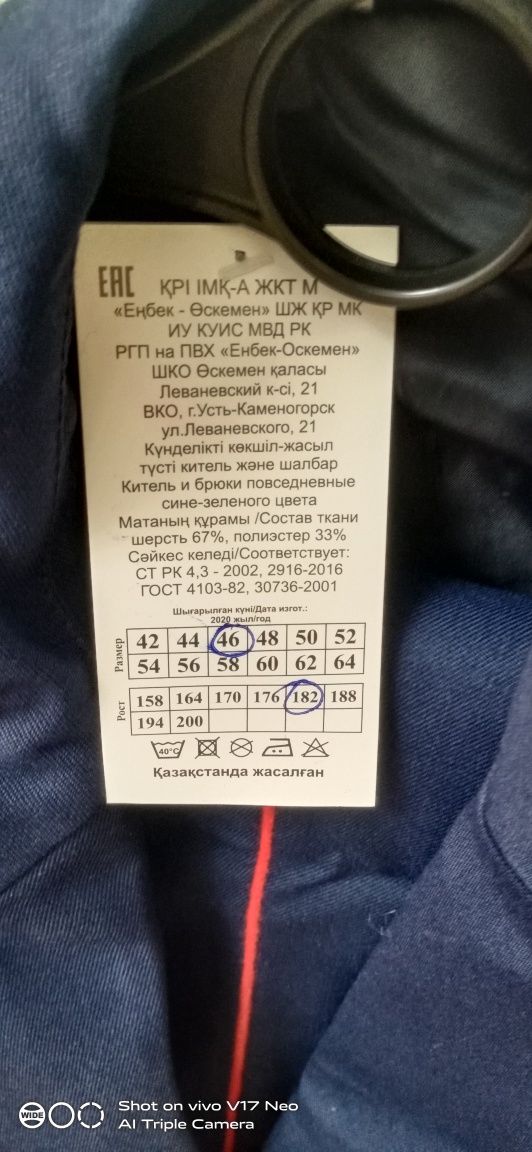 ЕАС
ҚРІ ІМҚ-А ЖКТ М
«Еңбек - Өскемен» ШЖ ҚР МК
ИУ КУИС МВД РК
РГП на ПВХ «Енбек-Оскемен»
ШКО Өскемен қаласы
Леваневский к-сі, 21
ВКО, г.Усть-Каменогорск
ул.Леваневского, 21
Күнделікті көкшіл-жасыл
түсті китель және шалбар
Китель и брюки повседневные
сине-зеленого цвета
Матаның құрамы /Состав ткани
шерсть 67%, полиэстер 33%
Сәйкес келеді/Соответствует:
СТ РК 4,3 - 2002, 2916-2016
ГОСТ 4103-82, 30736-2001
Шығарылған күні/Дата изгот.:
2020 жыл/год
Размер
42 44 46 48 50 52
54 56 58 60 62 64
Рост
158 164 170 176 182 188
194 200
40°C
Қазақстанда жасалған
WIDE
Shot on vivo V17 Neo
AI Triple Camera